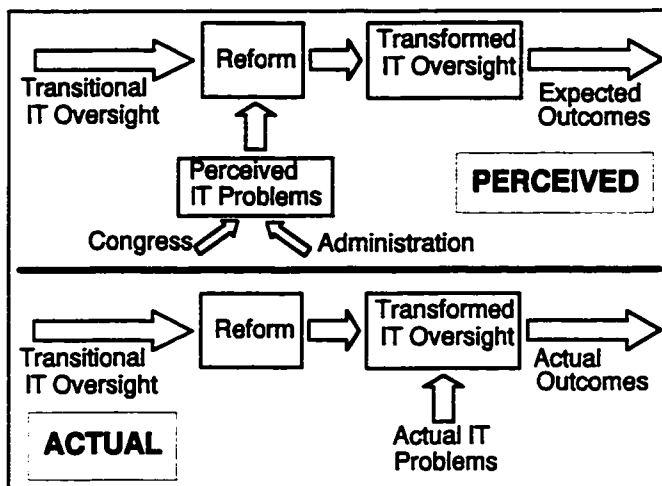 Transitional
IT Oversight
Reform
Transformed
IT Oversight
Expected
Outcomes
Perceived
IT Problems
PERCEIVED
Congress
Administration
Transitional
IT Oversight
Reform
Transformed
IT Oversight
Actual
Outcomes
ACTUAL
Actual IT
Problems